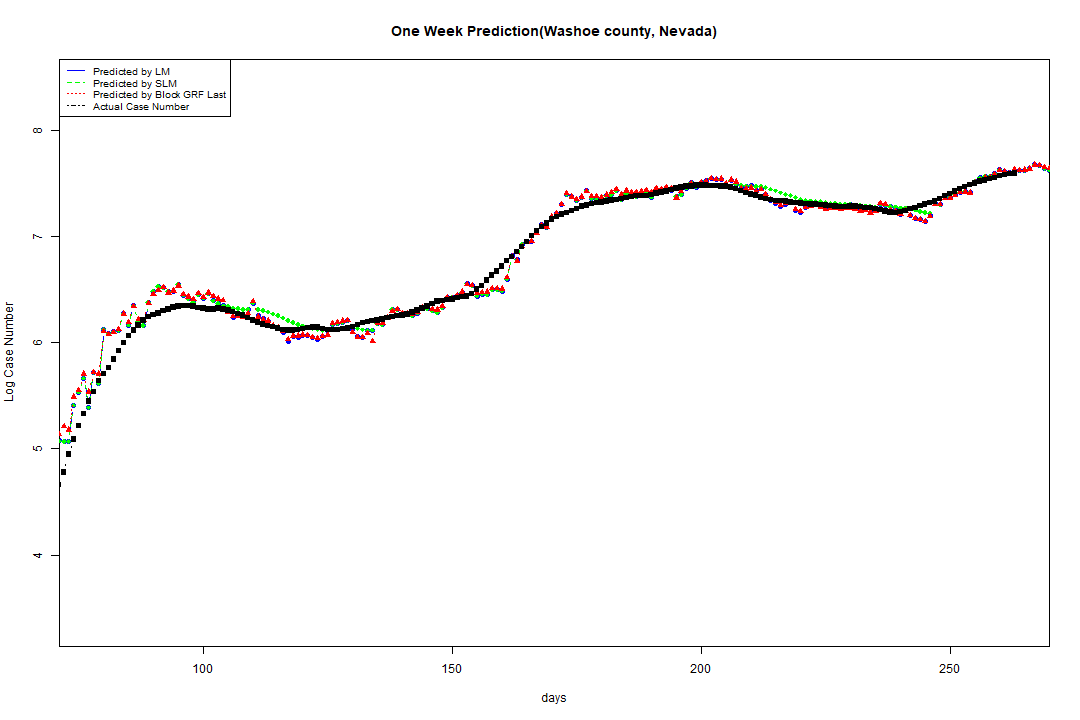 One Week Prediction(Washoe county, Nevada)
Predicted by LM
Predicted by SLM
Predicted by Block GRF Last
Actual Case Number
8
7
6
5
4
Log Case Number
100 150 200 250
days